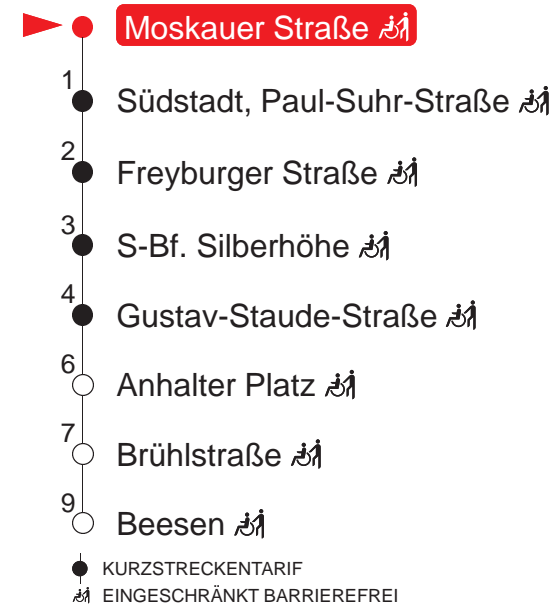 Moskauer Straße
1
Südstadt, Paul-Suhr-Straße
2
Freyburger Straße
3
S-Bf. Silberhöhe
4
Gustav-Staude-Straße
6
Anhalter Platz
7
Brühlstraße
9
Beesen
KURZSTRECKENTARIF
EINGESCHRÄNKT BARRIEREFREI